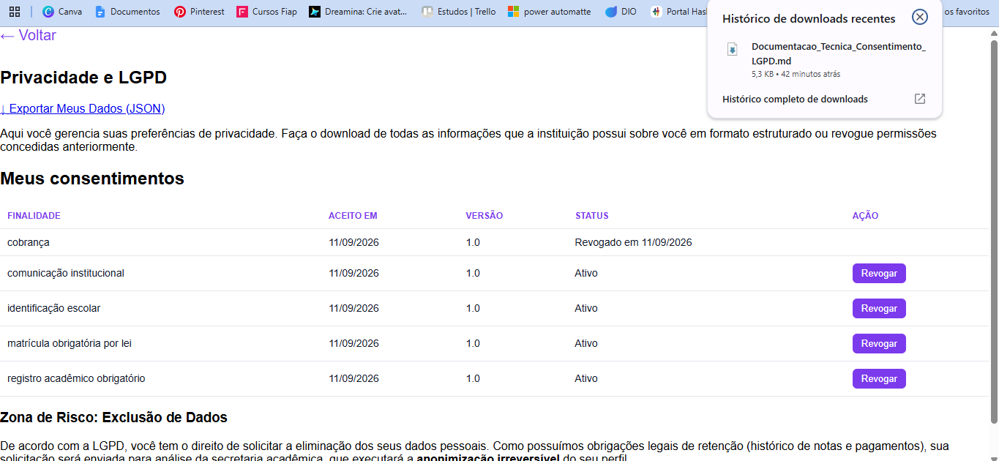 Canva
Documentos
Pinterest
Cursos Fiap
Dreamina: Crie avat...
Estudos | Trello
power automatte
DIO
Portal Hask
os favoritos
Histórico de downloads recentes
Documentacao_Tecnica_Consentimento_
LGPD.md
5,3 KB • 42 minutos atrás
Histórico completo de downloads
← Voltar
Privacidade e LGPD
↓ Exportar Meus Dados (JSON)
Aqui você gerencia suas preferências de privacidade. Faça o download de todas as informações que a instituição possui sobre você em formato estruturado ou revogue permissões
concedidas anteriormente.
Meus consentimentos
FINALIDADE ACEITO EM VERSÃO STATUS AÇÃO
cobrança 11/09/2026 1.0 Revogado em 11/09/2026
comunicação institucional 11/09/2026 1.0 Ativo Revogar
identificação escolar 11/09/2026 1.0 Ativo Revogar
matrícula obrigatória por lei 11/09/2026 1.0 Ativo Revogar
registro acadêmico obrigatório 11/09/2026 1.0 Ativo Revogar
Zona de Risco: Exclusão de Dados
De acordo com a LGPD, você tem o direito de solicitar a eliminação dos seus dados pessoais. Como possuímos obrigações legais de retenção (histórico de notas e pagamentos), sua
solicitação será enviada para análise da secretaria acadêmica, que executará a anonimização irreversível do seu perfil.